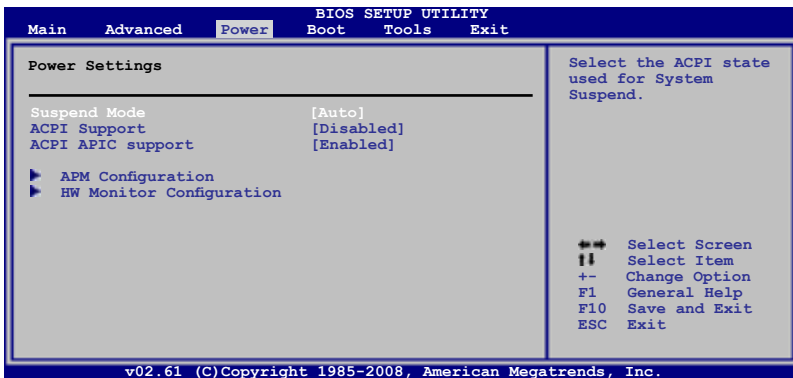 BIOS SETUP UTILITY
Main Advanced Power Boot Tools Exit
Power Settings
Suspend Mode [Auto]
ACPI Support [Disabled]
ACPI APIC support [Enabled]
APM Configuration
HW Monitor Configuration
Select the ACPI state
used for System
Suspend.
Select Screen
Select Item
+- Change Option
F1 General Help
F10 Save and Exit
ESC Exit
v02.61 (C)Copyright 1985-2008, American Megatrends, Inc.